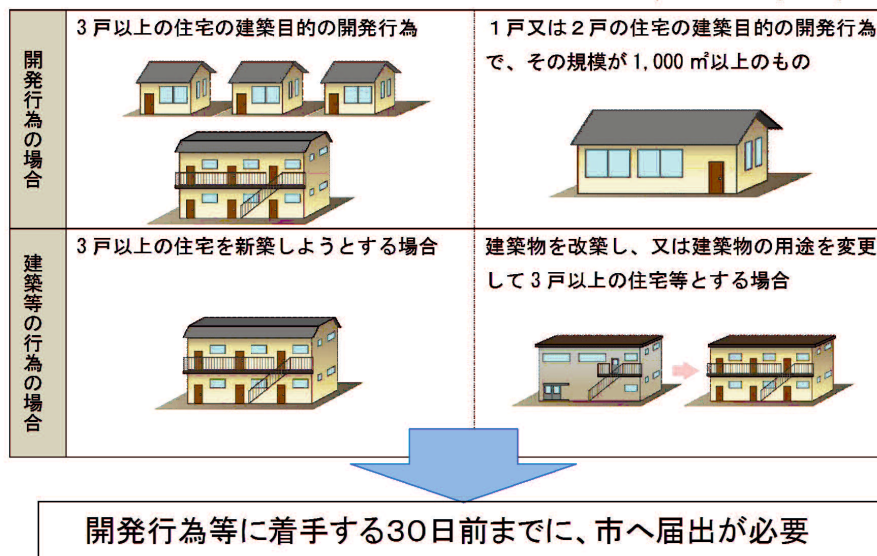 開発行為の場合
3戸以上の住宅の建築目的の開発行為
1戸又は2戸の住宅の建築目的の開発行為
で、その規模が1,000㎡以上のもの
建築等の行為の場合
3戸以上の住宅を新築しようとする場合
建築物を改築し、又は建築物の用途を変更
して3戸以上の住宅等とする場合
開発行為等に着手する30日前までに、市へ届出が必要